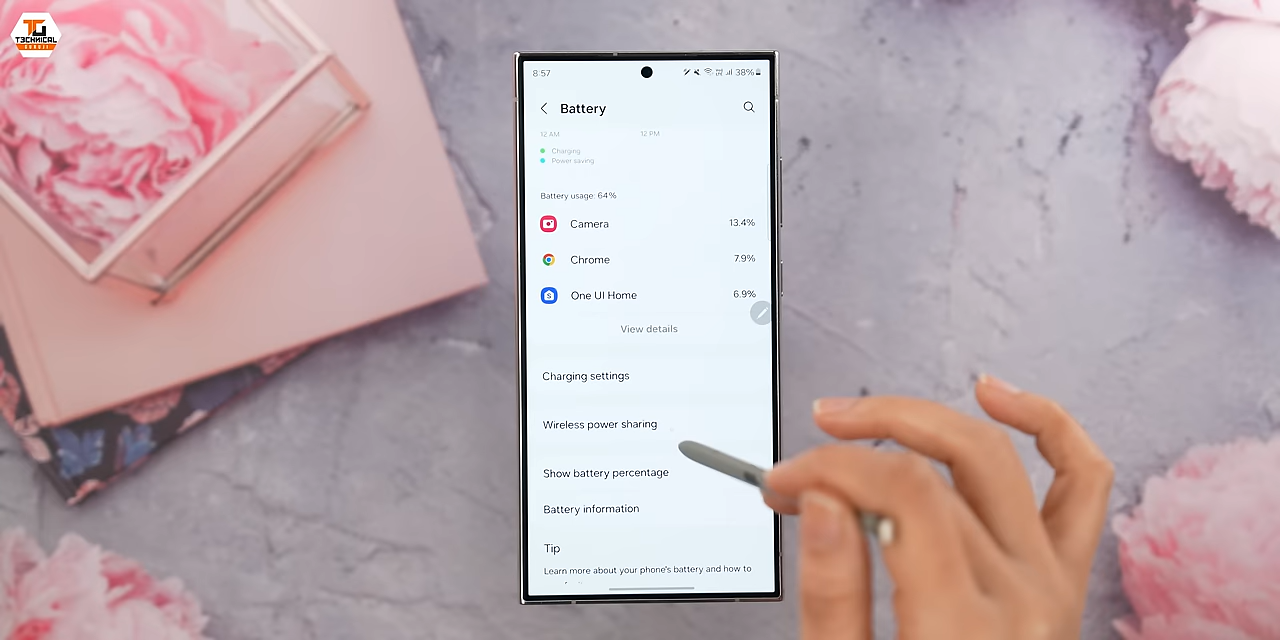 TG
TECHNICAL
8:57
38%
Battery
12 AM 12 PM
Charging
Power saving
Battery usage: 64%
Camera 13.4%
Chrome 7.9%
One UI Home 6.9%
View details
Charging settings
Wireless power sharing
Show battery percentage
Battery information
Tip
Learn more about your phone's battery and how to